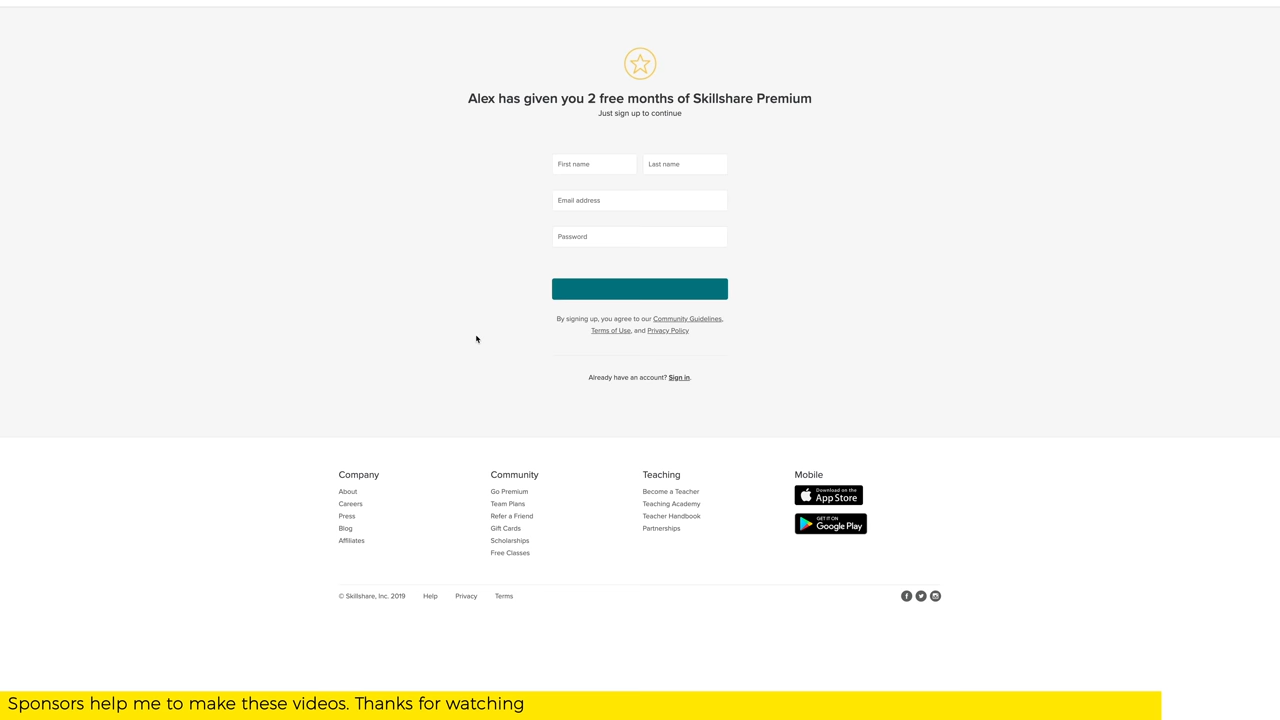 Alex has given you 2 free months of Skillshare Premium
Just sign up to continue
First name
Last name
Email address
Password
By signing up, you agree to our Community Guidelines,
Terms of Use, and Privacy Policy
Already have an account? Sign in.
Company
About
Careers
Press
Blog
Affiliates
Community
Go Premium
Team Plans
Refer a Friend
Gift Cards
Scholarships
Free Classes
Teaching
Become a Teacher
Teaching Academy
Teacher Handbook
Partnerships
Mobile
Download on the
App Store
GET IT ON
Google Play
© Skillshare, Inc. 2019
Help
Privacy
Terms
Sponsors help me to make these videos. Thanks for watching